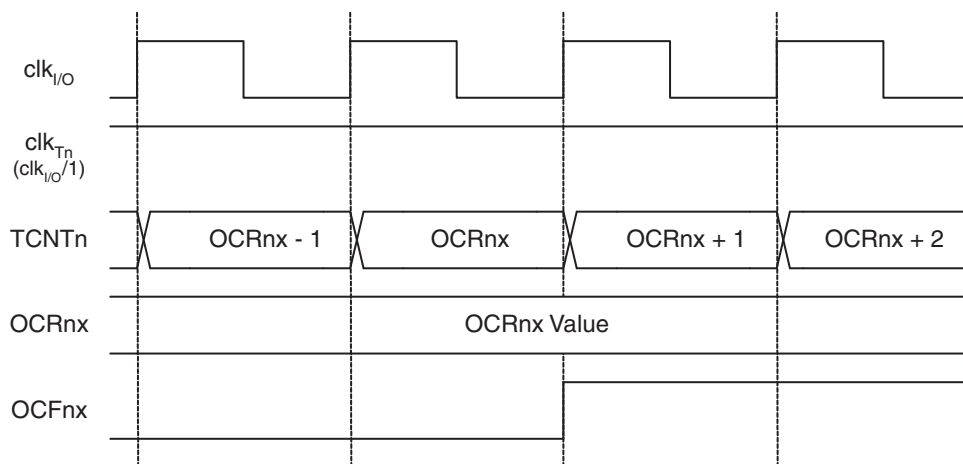 clkI/O
clkTn
(clkI/O/1)
TCNTn OCRnx - 1 OCRnx OCRnx + 1 OCRnx + 2
OCRnx OCRnx Value
OCFnx